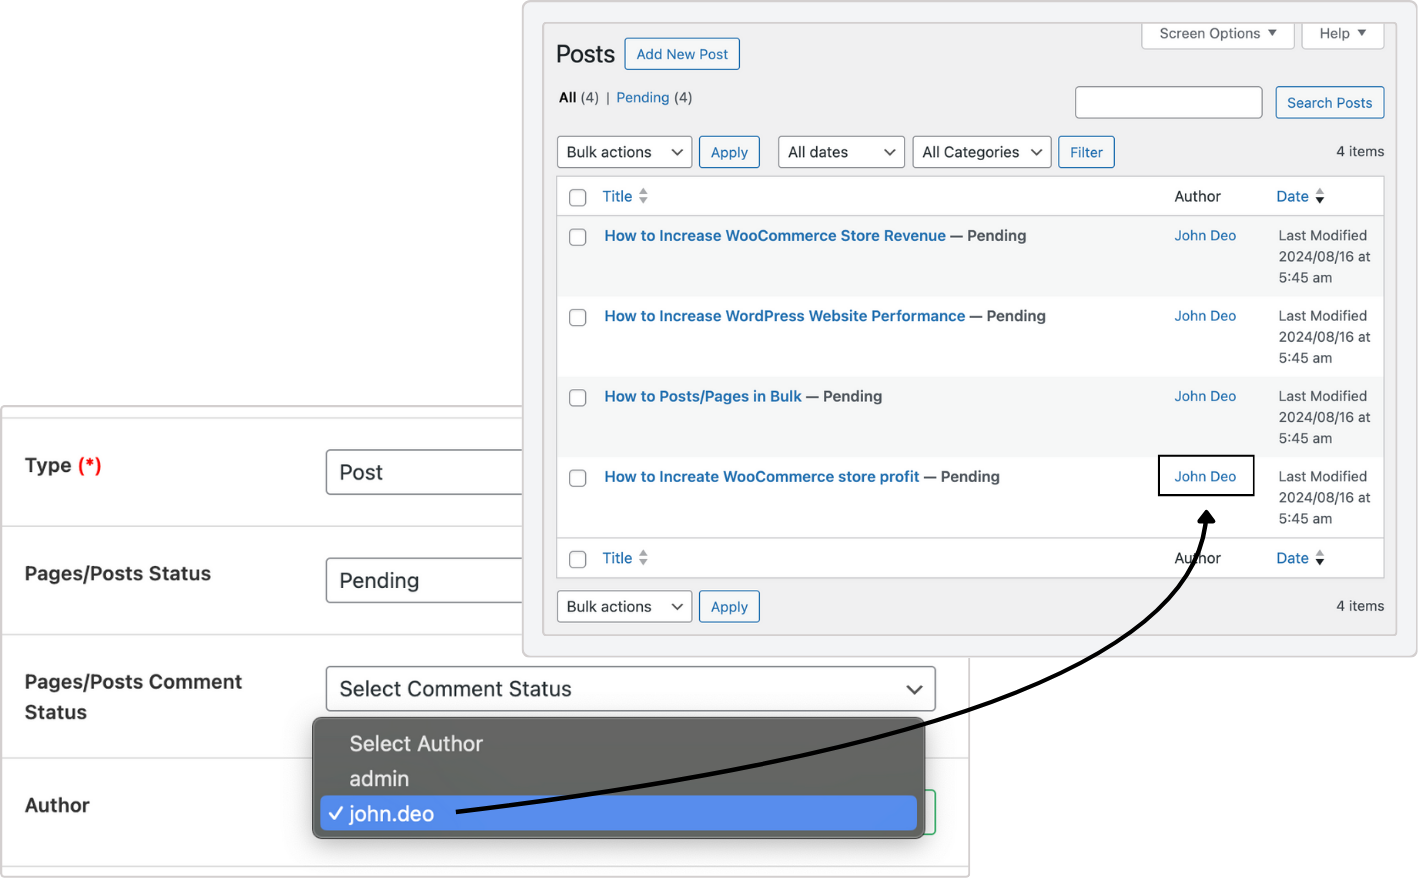 Screen Options
Help
Posts
Add New Post
All (4) | Pending (4)
Search Posts
Bulk actions
Apply
All dates
All Categories
Filter
4 items
Title
Author
Date
How to Increase WooCommerce Store Revenue — Pending
John Deo
Last Modified
2024/08/16 at
5:45 am
How to Increase WordPress Website Performance — Pending
John Deo
Last Modified
2024/08/16 at
5:45 am
How to Posts/Pages in Bulk — Pending
John Deo
Last Modified
2024/08/16 at
5:45 am
How to Increate WooCommerce store profit — Pending
John Deo
Last Modified
2024/08/16 at
5:45 am
Title
Author
Date
Bulk actions
Apply
4 items
Type (*)
Post
Pages/Posts Status
Pending
Pages/Posts Comment
Status
Select Comment Status
Author
Select Author
admin
✓ john.deo